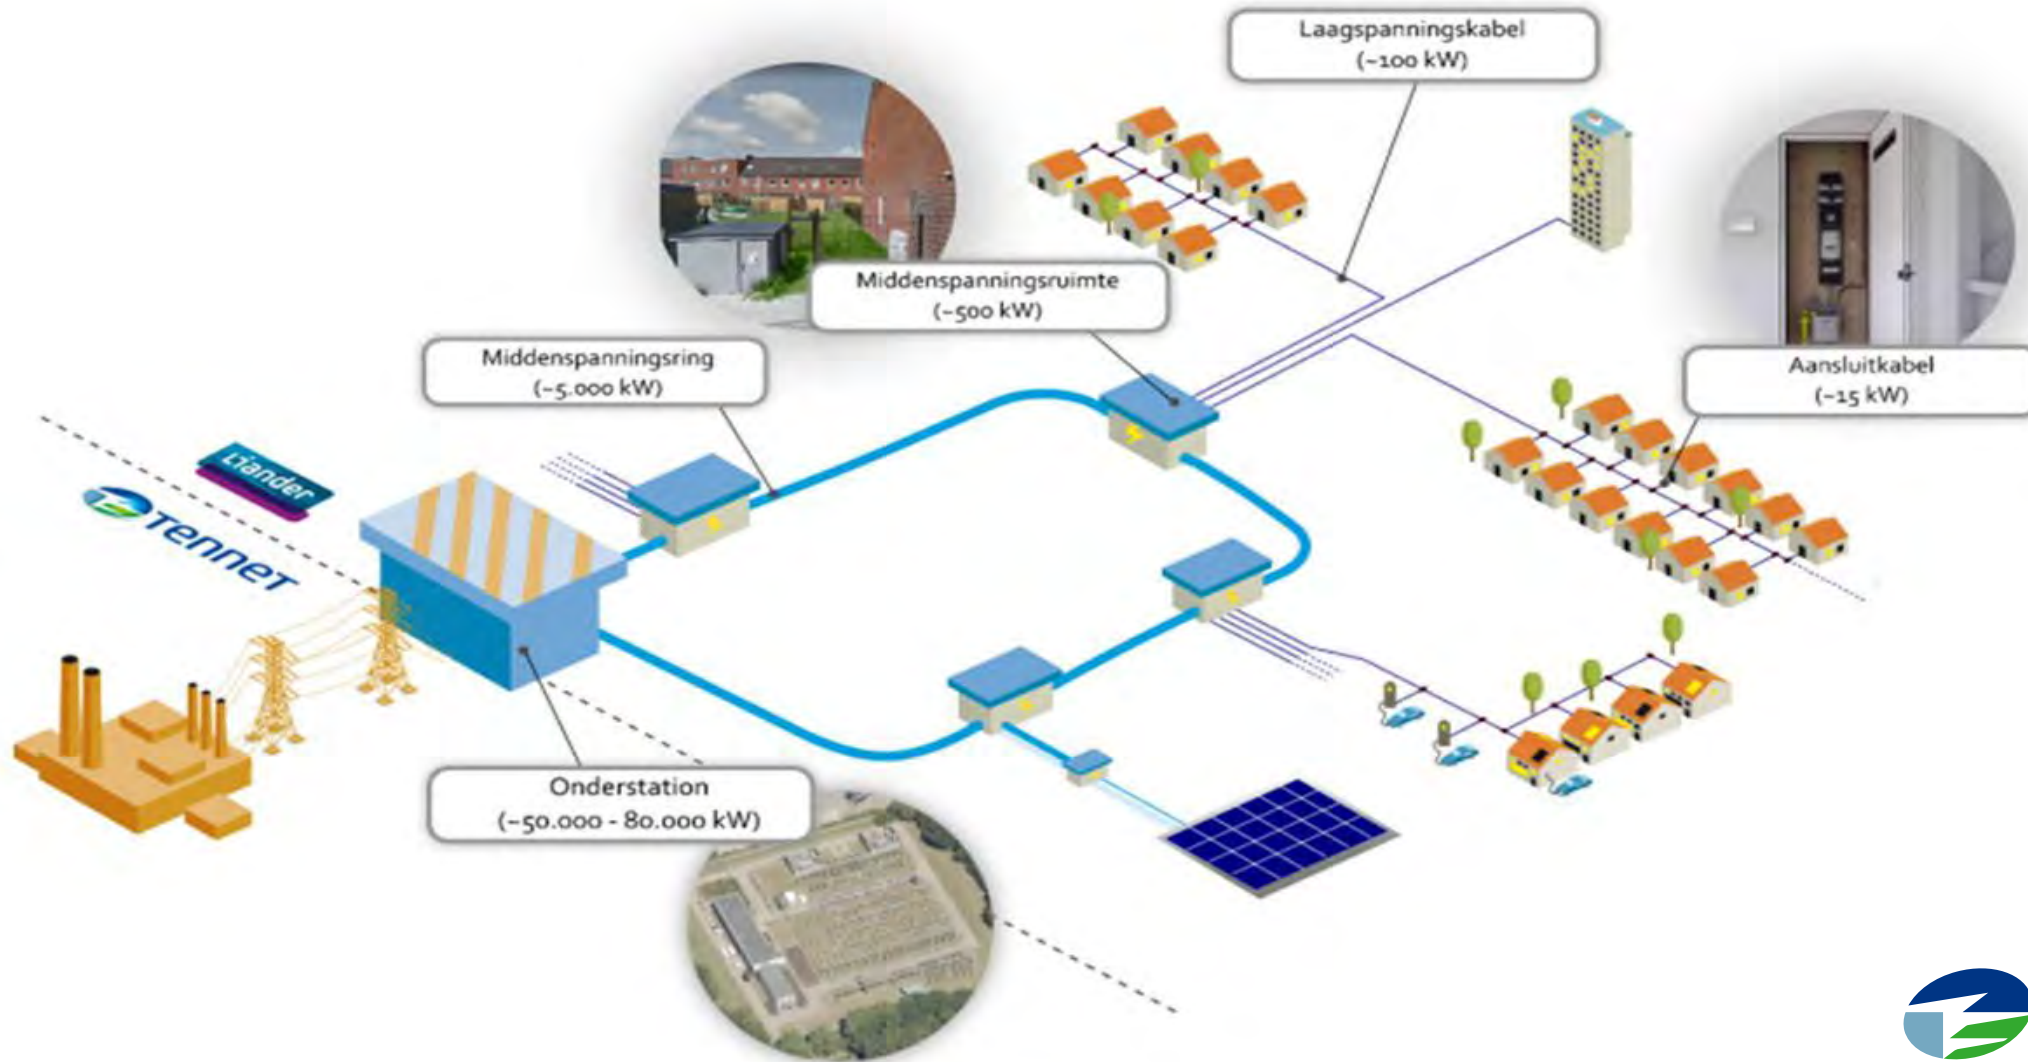 Laagspanningskabel
(~100 kW)
Middenspanningsruimte
(~500 kW)
Middenspanningsring
(~5.000 kW)
Aansluitkabel
(~15 kW)
Liander
TenneT
Onderstation
(~50.000 - 80.000 kW)